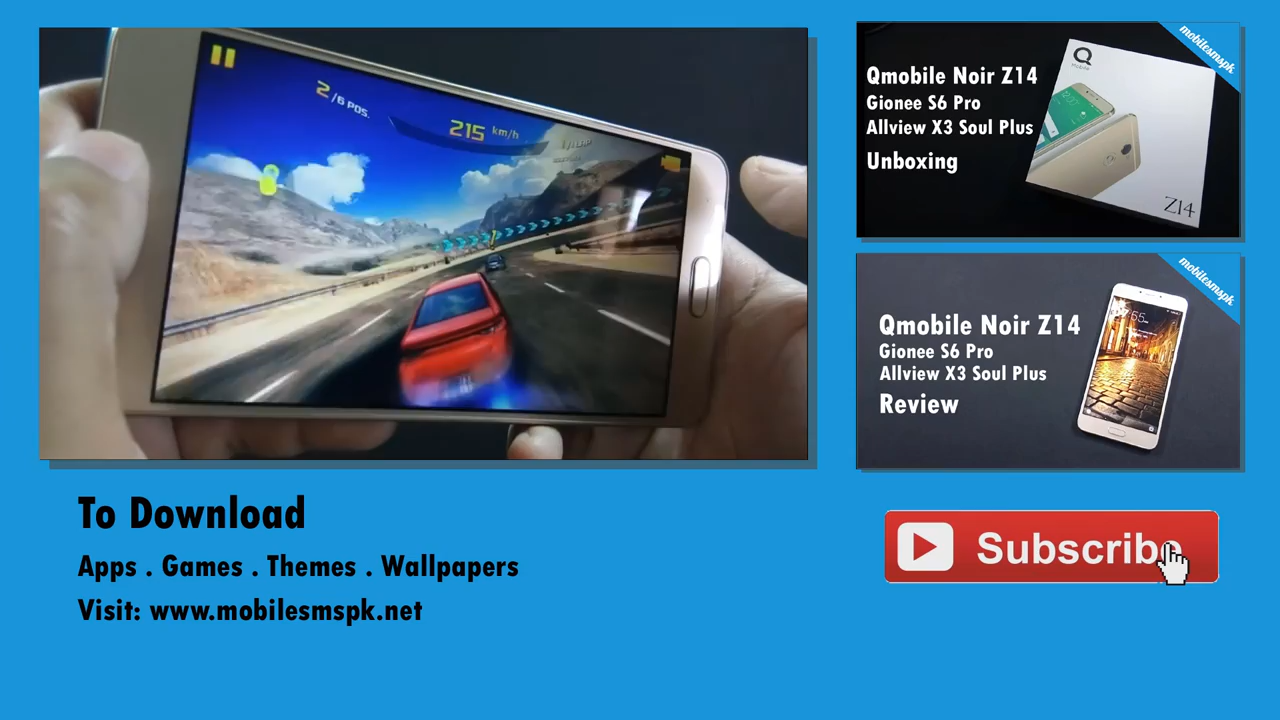 2/6 POS.
215 km/h
To Download
Apps . Games . Themes . Wallpapers
Visit: www.mobilesmspk.net
mobilesmspk
Q
Mobile
Qmobile Noir Z14
Gionee S6 Pro
Allview X3 Soul Plus
Unboxing
Z14
mobilesmspk
Qmobile Noir Z14
Gionee S6 Pro
Allview X3 Soul Plus
Review
Subscribe